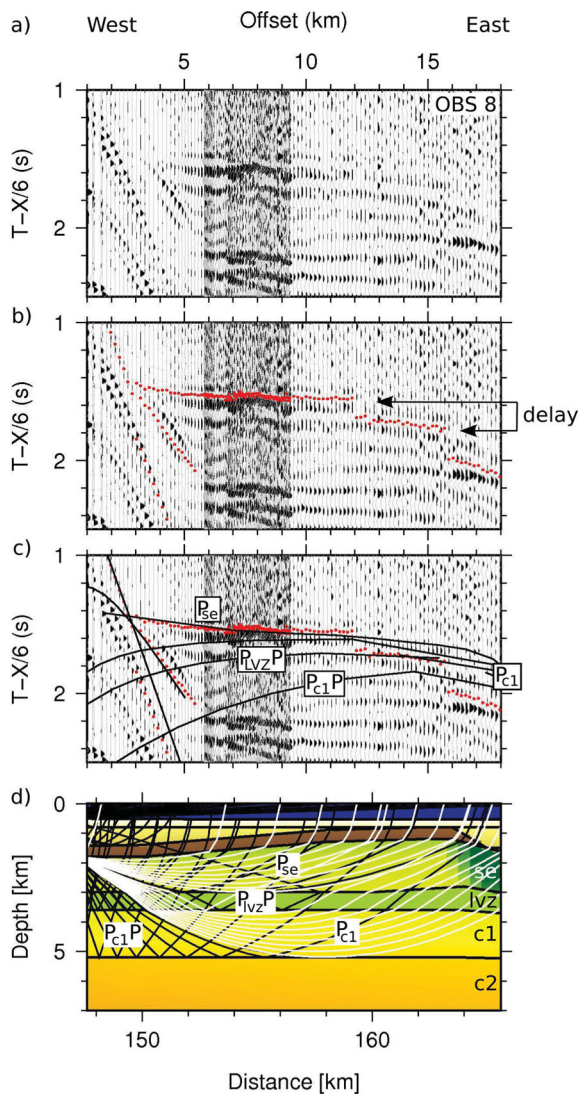 a) West Offset (km) East
5 10 15
OBS 8
1
2
T−X/6 (s)
b)
1
2
T−X/6 (s)
delay
c)
1
2
T−X/6 (s)
Pse
PLVZP
Pc1P
Pc1
d)
0
5
Depth [km]
Pse
PlvzP
Pc1P
Pc1
se
lvz
c1
c2
150 160
Distance [km]